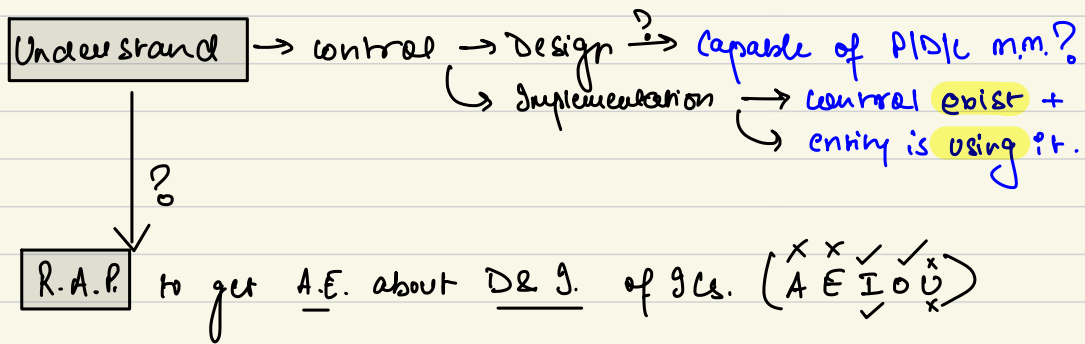 Understand → control → Design ? → Capable of P/D/C m.m.?
↳ Implementation → control exist +
↳ entity is using it.
?
R.A.P. to get A.E. about D& I. of ICs. (A E I O U)